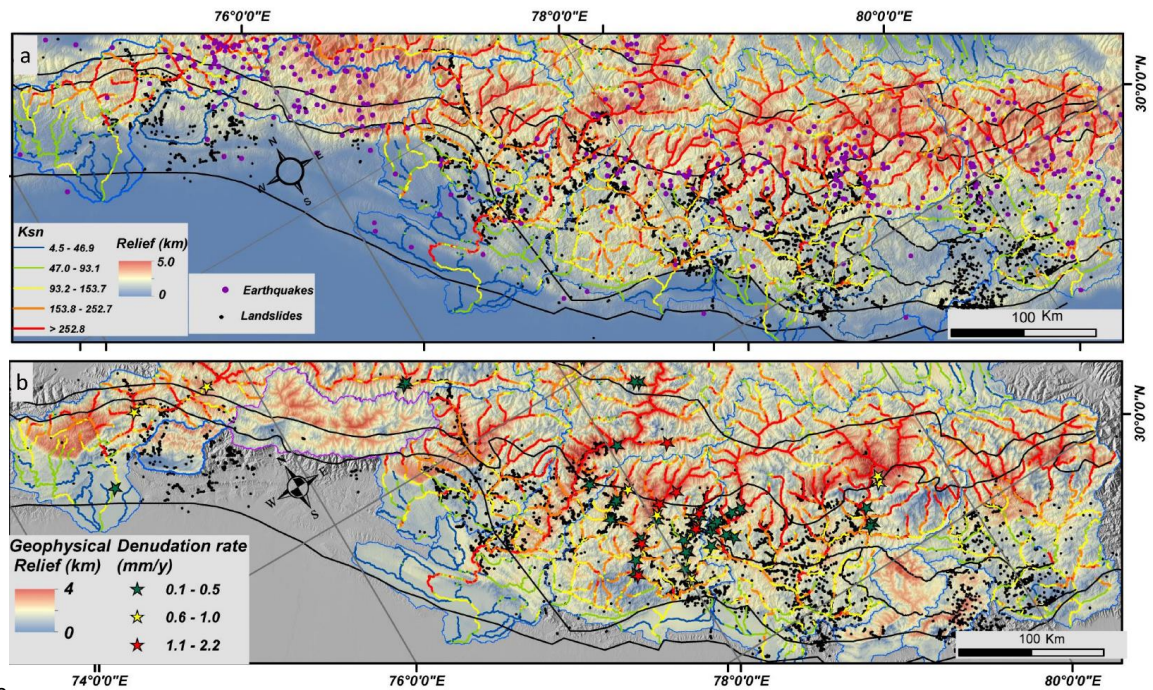 76°0'0"E 78°0'0"E 80°0'0"E
a
30°0'0"N
N
E
W
S
Ksn
4.5 - 46.9
47.0 - 93.1
93.2 - 153.7
153.8 - 252.7
> 252.8
Relief (km)
5.0
0
Earthquakes
Landslides
100 Km
b
30°0'0"N
E
W
S
Geophysical
Relief (km)
4
0
Denudation rate
(mm/y)
0.1 - 0.5
0.6 - 1.0
1.1 - 2.2
100 Km
74°0'0"E 76°0'0"E 78°0'0"E 80°0'0"E